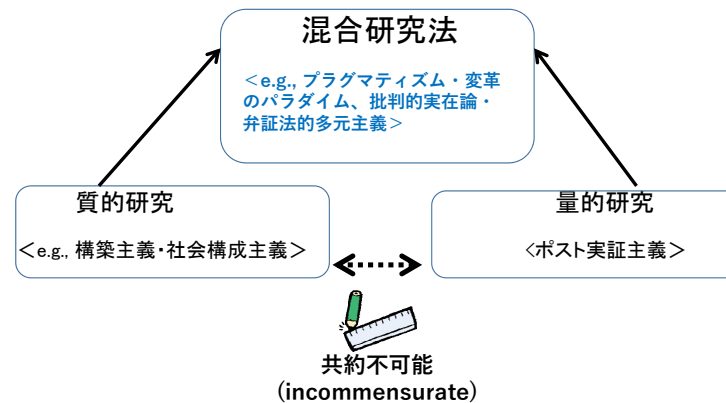 混合研究法
＜e.g., プラグマティズム・変革
のパラダイム、批判的実在論・
弁証法的多元主義＞
質的研究
＜e.g., 構築主義・社会構成主義＞
量的研究
＜ポスト実証主義＞
共約不可能
(incommensurate)